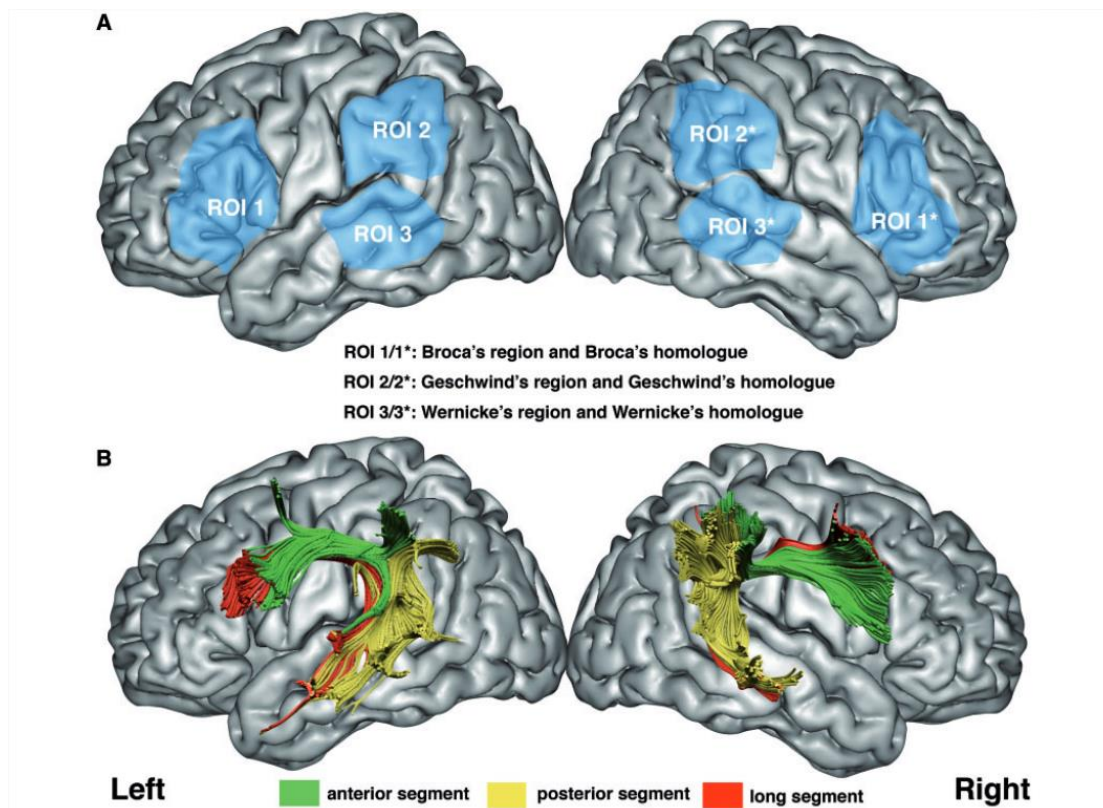 A
ROI 1
ROI 2
ROI 3
ROI 2*
ROI 3*
ROI 1*
ROI 1/1*: Broca's region and Broca's homologue
ROI 2/2*: Geschwind's region and Geschwind's homologue
ROI 3/3*: Wernicke's region and Wernicke's homologue
B
Left
anterior segment
posterior segment
long segment
Right